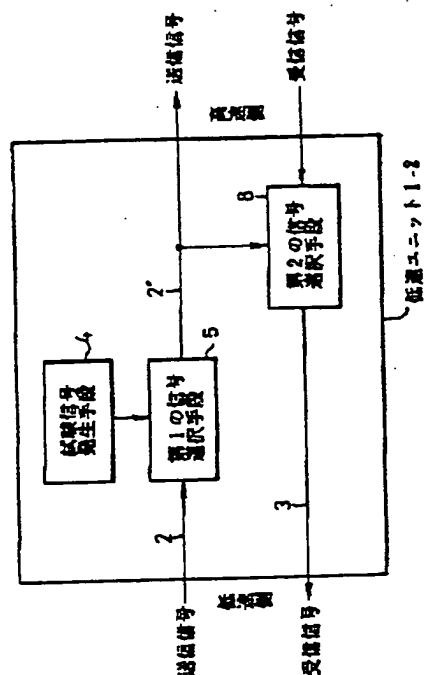 送信信号
高速側
受信信号
試験信号
発生手段
4
2'
8
第1の信号
選択手段
5
第2の信号
選択手段
2
3
低速側
送信信号
受信信号
低速ユニット1-2